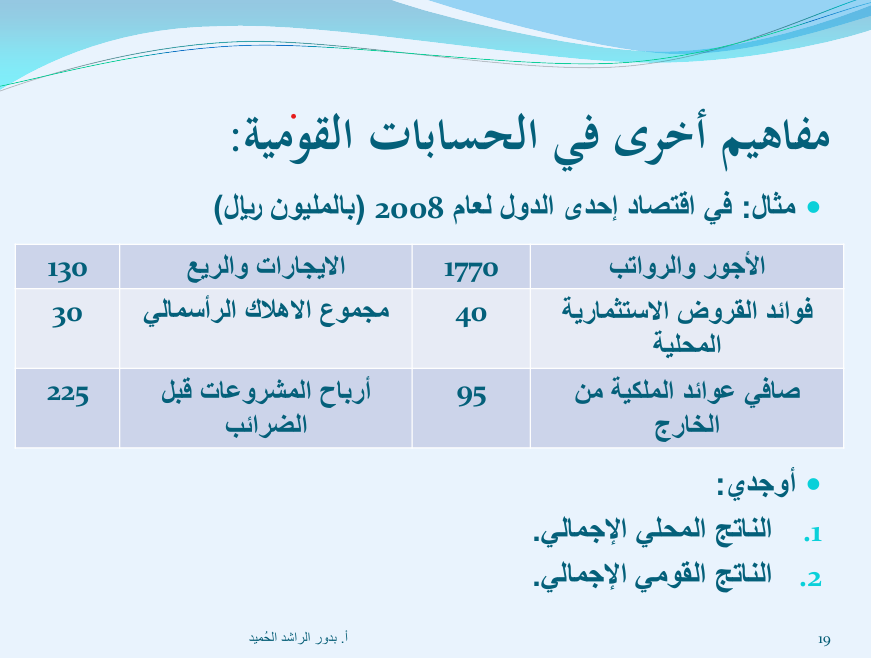 مفاهيم أخرى في الحسابات القومية:
مثال: في اقتصاد إحدى الدول لعام 2008 (بالمليون ريال)
الأجور والرواتب 1770 الايجارات والريع 130
فوائد القروض الاستثمارية المحلية 40 مجموع الاهلاك الرأسمالي 30
صافي عوائد الملكية من الخارج 95 أرباح المشروعات قبل الضرائب 225
أوجدي:
1. الناتج المحلي الإجمالي.
2. الناتج القومي الإجمالي.
أ. بدور الراشد الحُميد
19